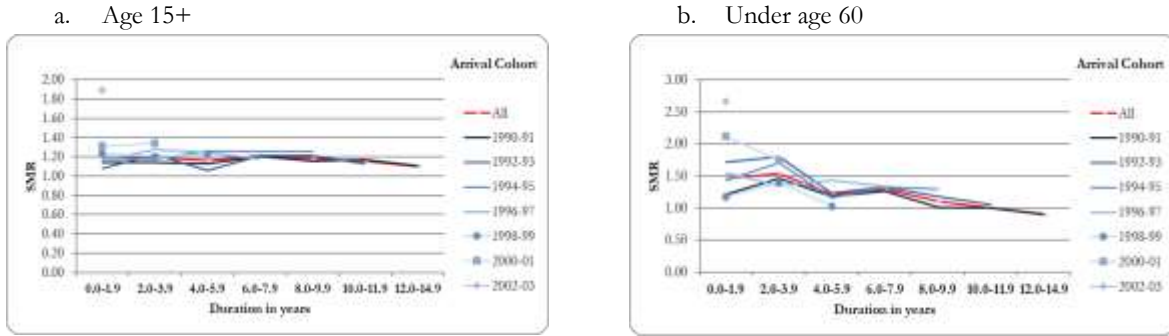 a. Age 15+
Arrival Cohort
2.00
1.80
1.60
1.40
1.20
1.00
0.80
0.60
0.40
0.20
0.00
SMR
0.0-1.9 2.0-3.9 4.0-5.9 6.0-7.9 8.0-9.9 10.0-11.9 12.0-14.9
Duration in years
All
1990-91
1992-93
1994-95
1996-97
1998-99
2000-01
2002-03
b. Under age 60
Arrival Cohort
3.00
2.50
2.00
1.50
1.00
0.50
0.00
SMR
0.0-1.9 2.0-3.9 4.0-5.9 6.0-7.9 8.0-9.9 10.0-11.9 12.0-14.9
Duration in years
All
1990-91
1992-93
1994-95
1996-97
1998-99
2000-01
2002-03